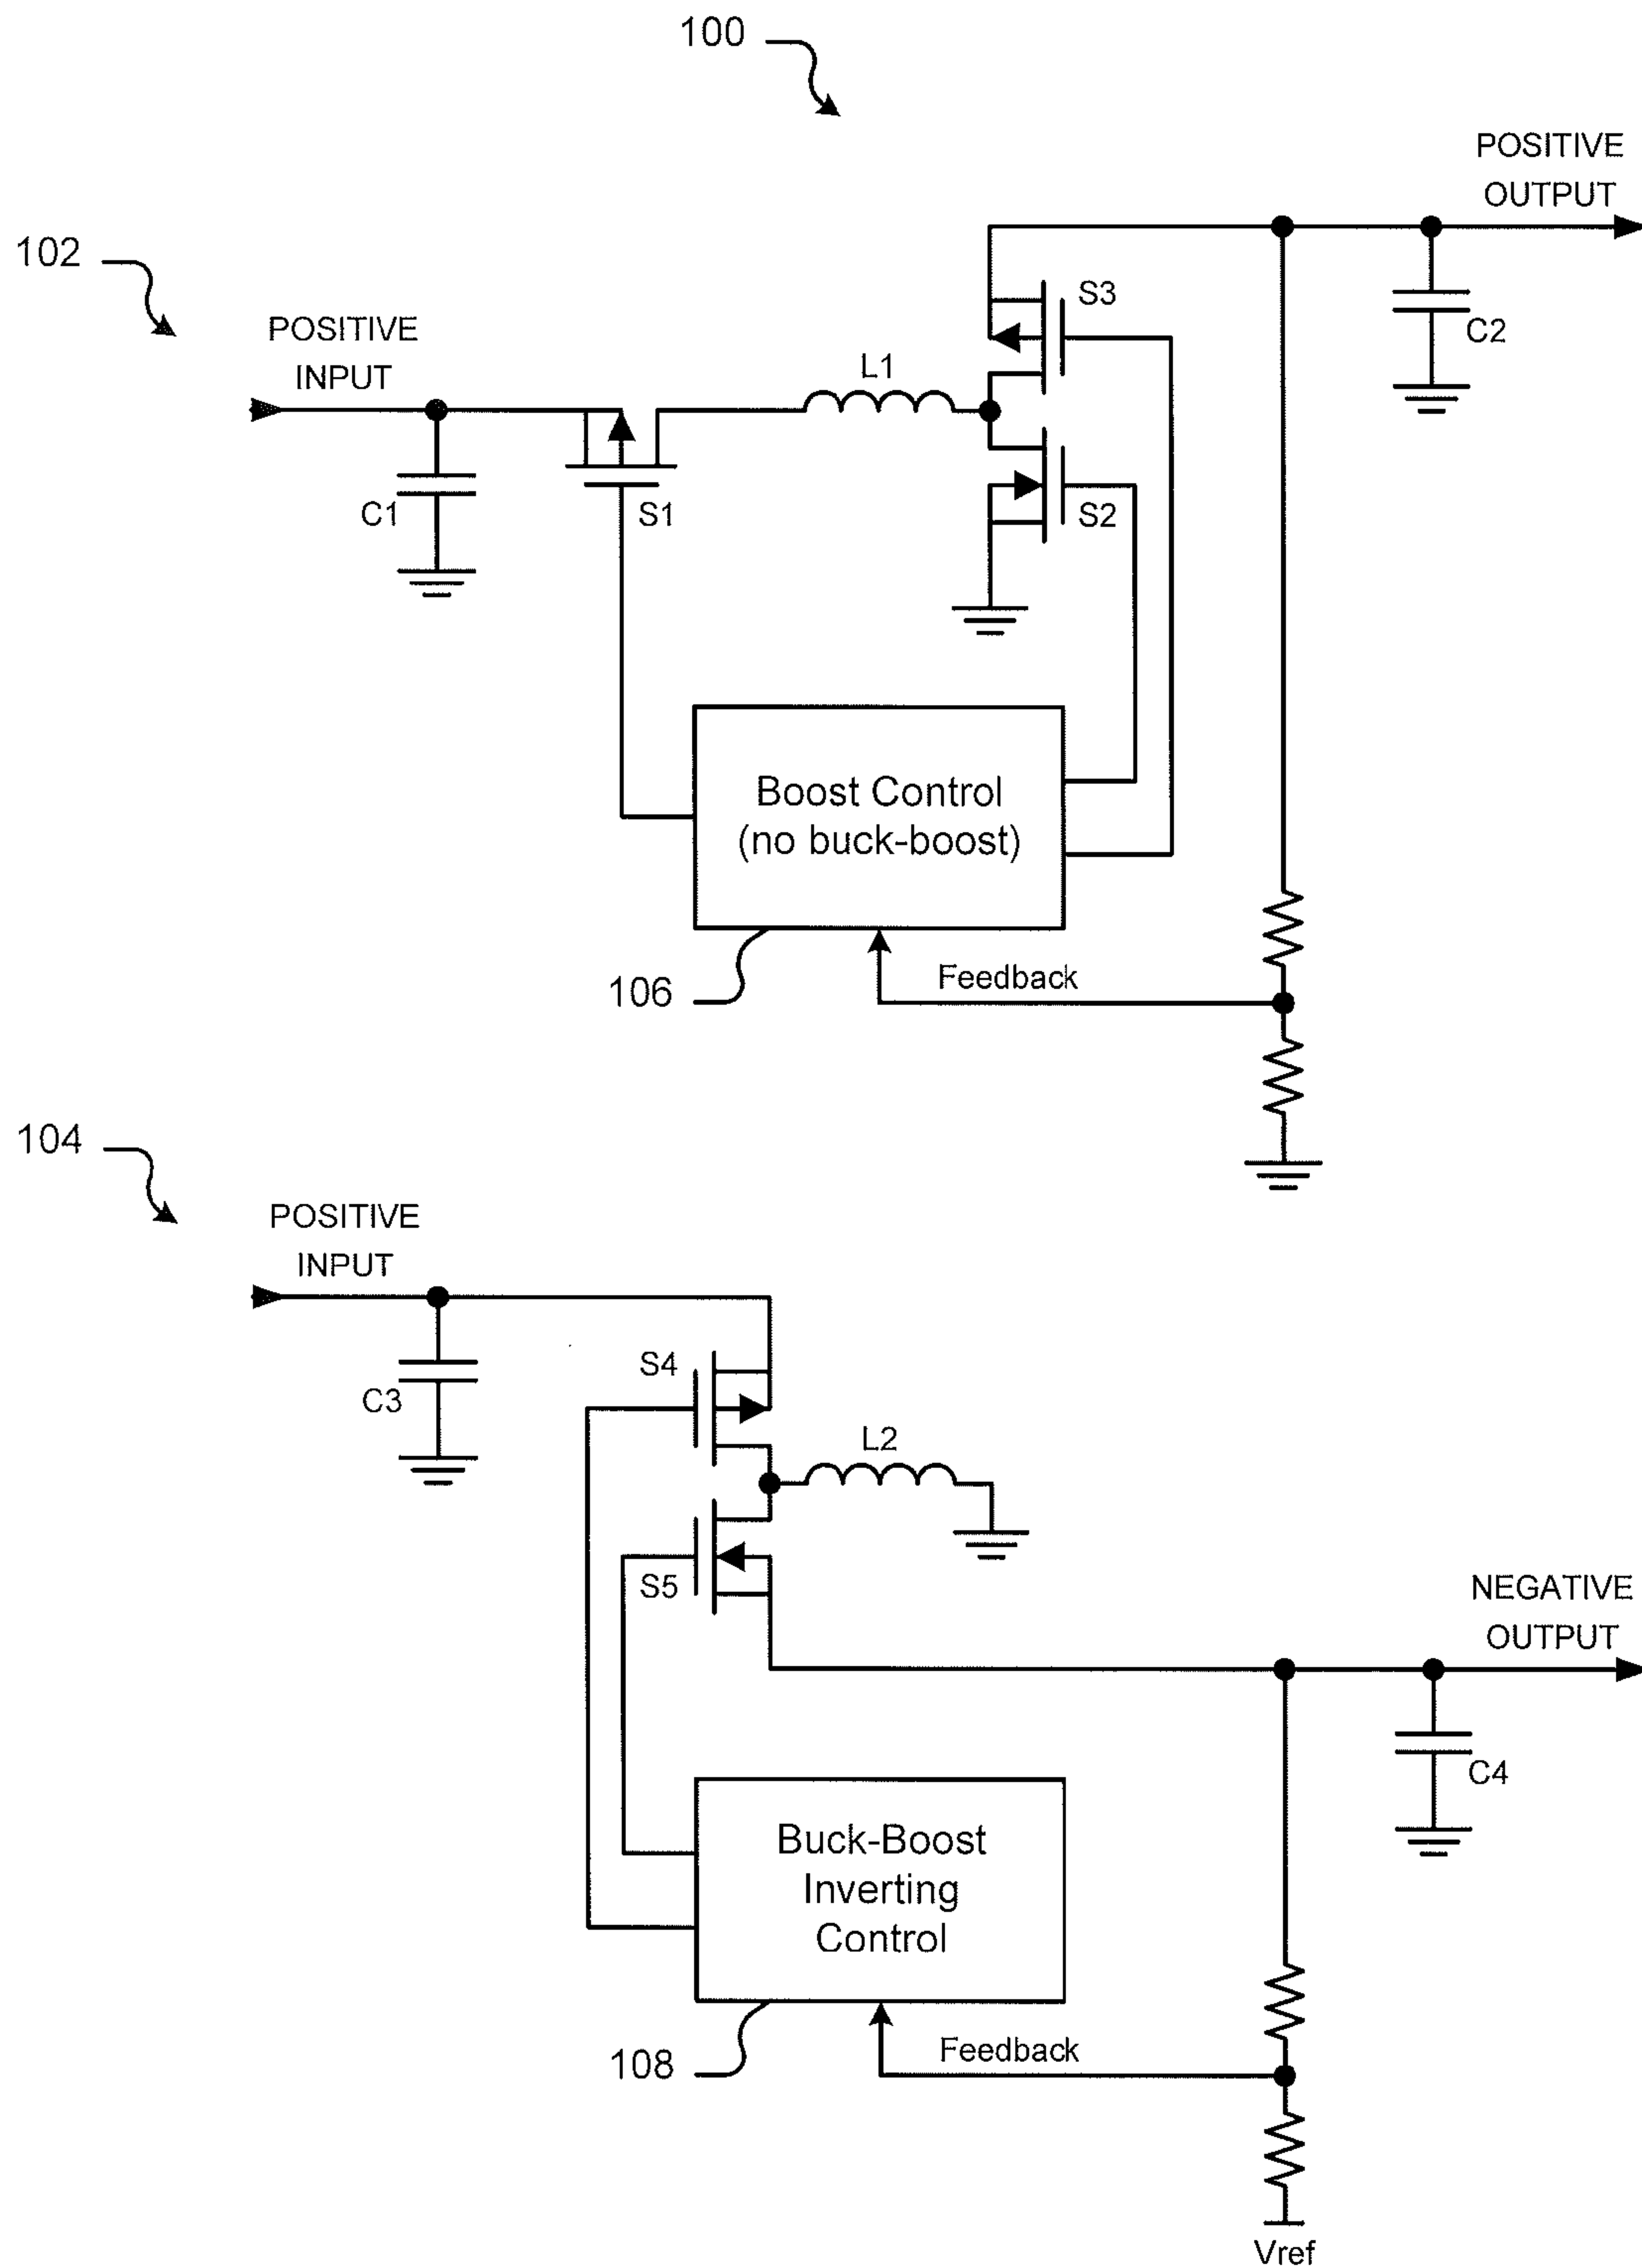 100
POSITIVE
OUTPUT
102
POSITIVE
INPUT
S3
C2
L1
C1
S1
S2
Boost Control
(no buck-boost)
106
Feedback
104
POSITIVE
INPUT
S4
C3
L2
S5
NEGATIVE
OUTPUT
C4
Buck-Boost
Inverting
Control
108
Feedback
Vref